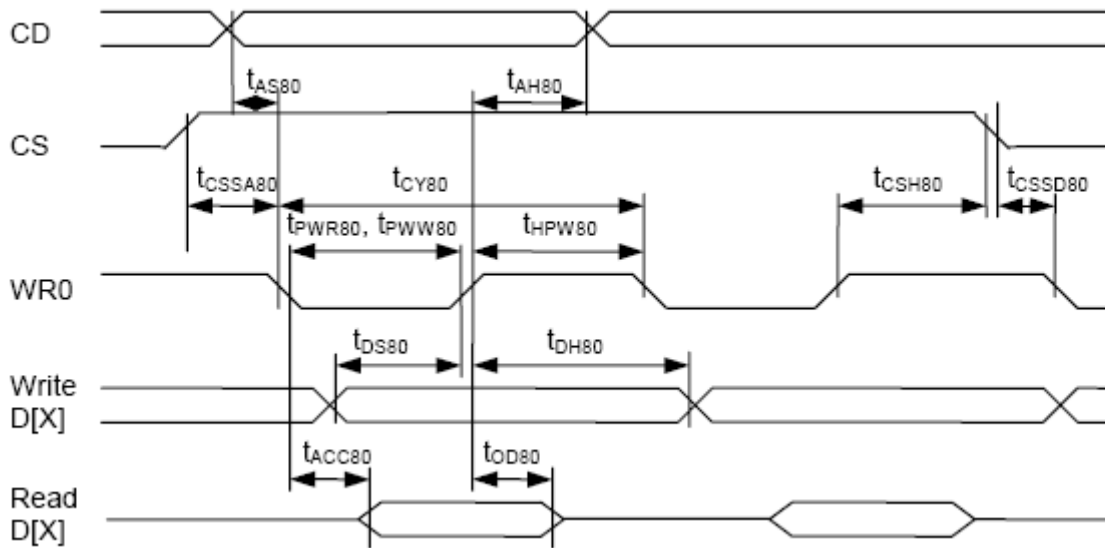 CD
tAS80
tAH80
CS
tCSSA80
tCY80
tCSH80
tCSSD80
tPWR80, tPWW80
tHPW80
WR0
tDS80
tDH80
Write
D[X]
tACC80
tOD80
Read
D[X]